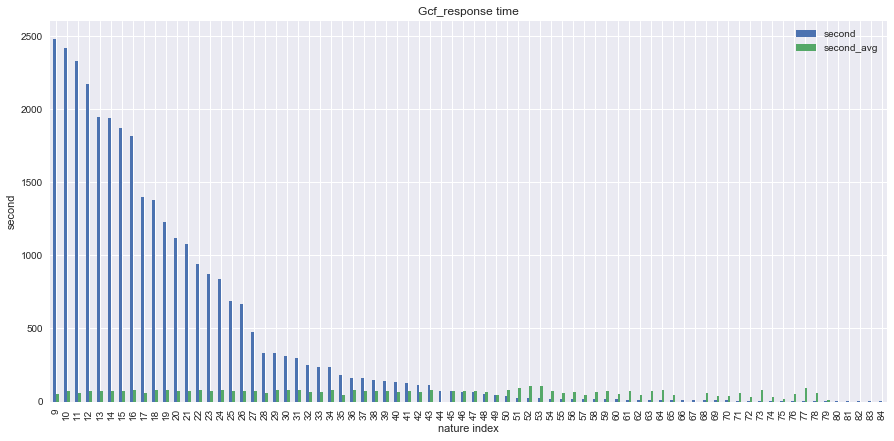 Gcf_response time
second
second_avg
2500
2000
1500
1000
500
0
second
9 10 11 12 13 14 15 16 17 18 19 20 21 22 23 24 25 26 27 28 29 30 31 32 33 34 35 36 37 38 39 40 41 42 43 44 45 46 47 48 49 50 51 52 53 54 55 56 57 58 59 60 61 62 63 64 65 66 67 68 69 70 71 72 73 74 75 76 77 78 79 80 81 82 83 84
nature index